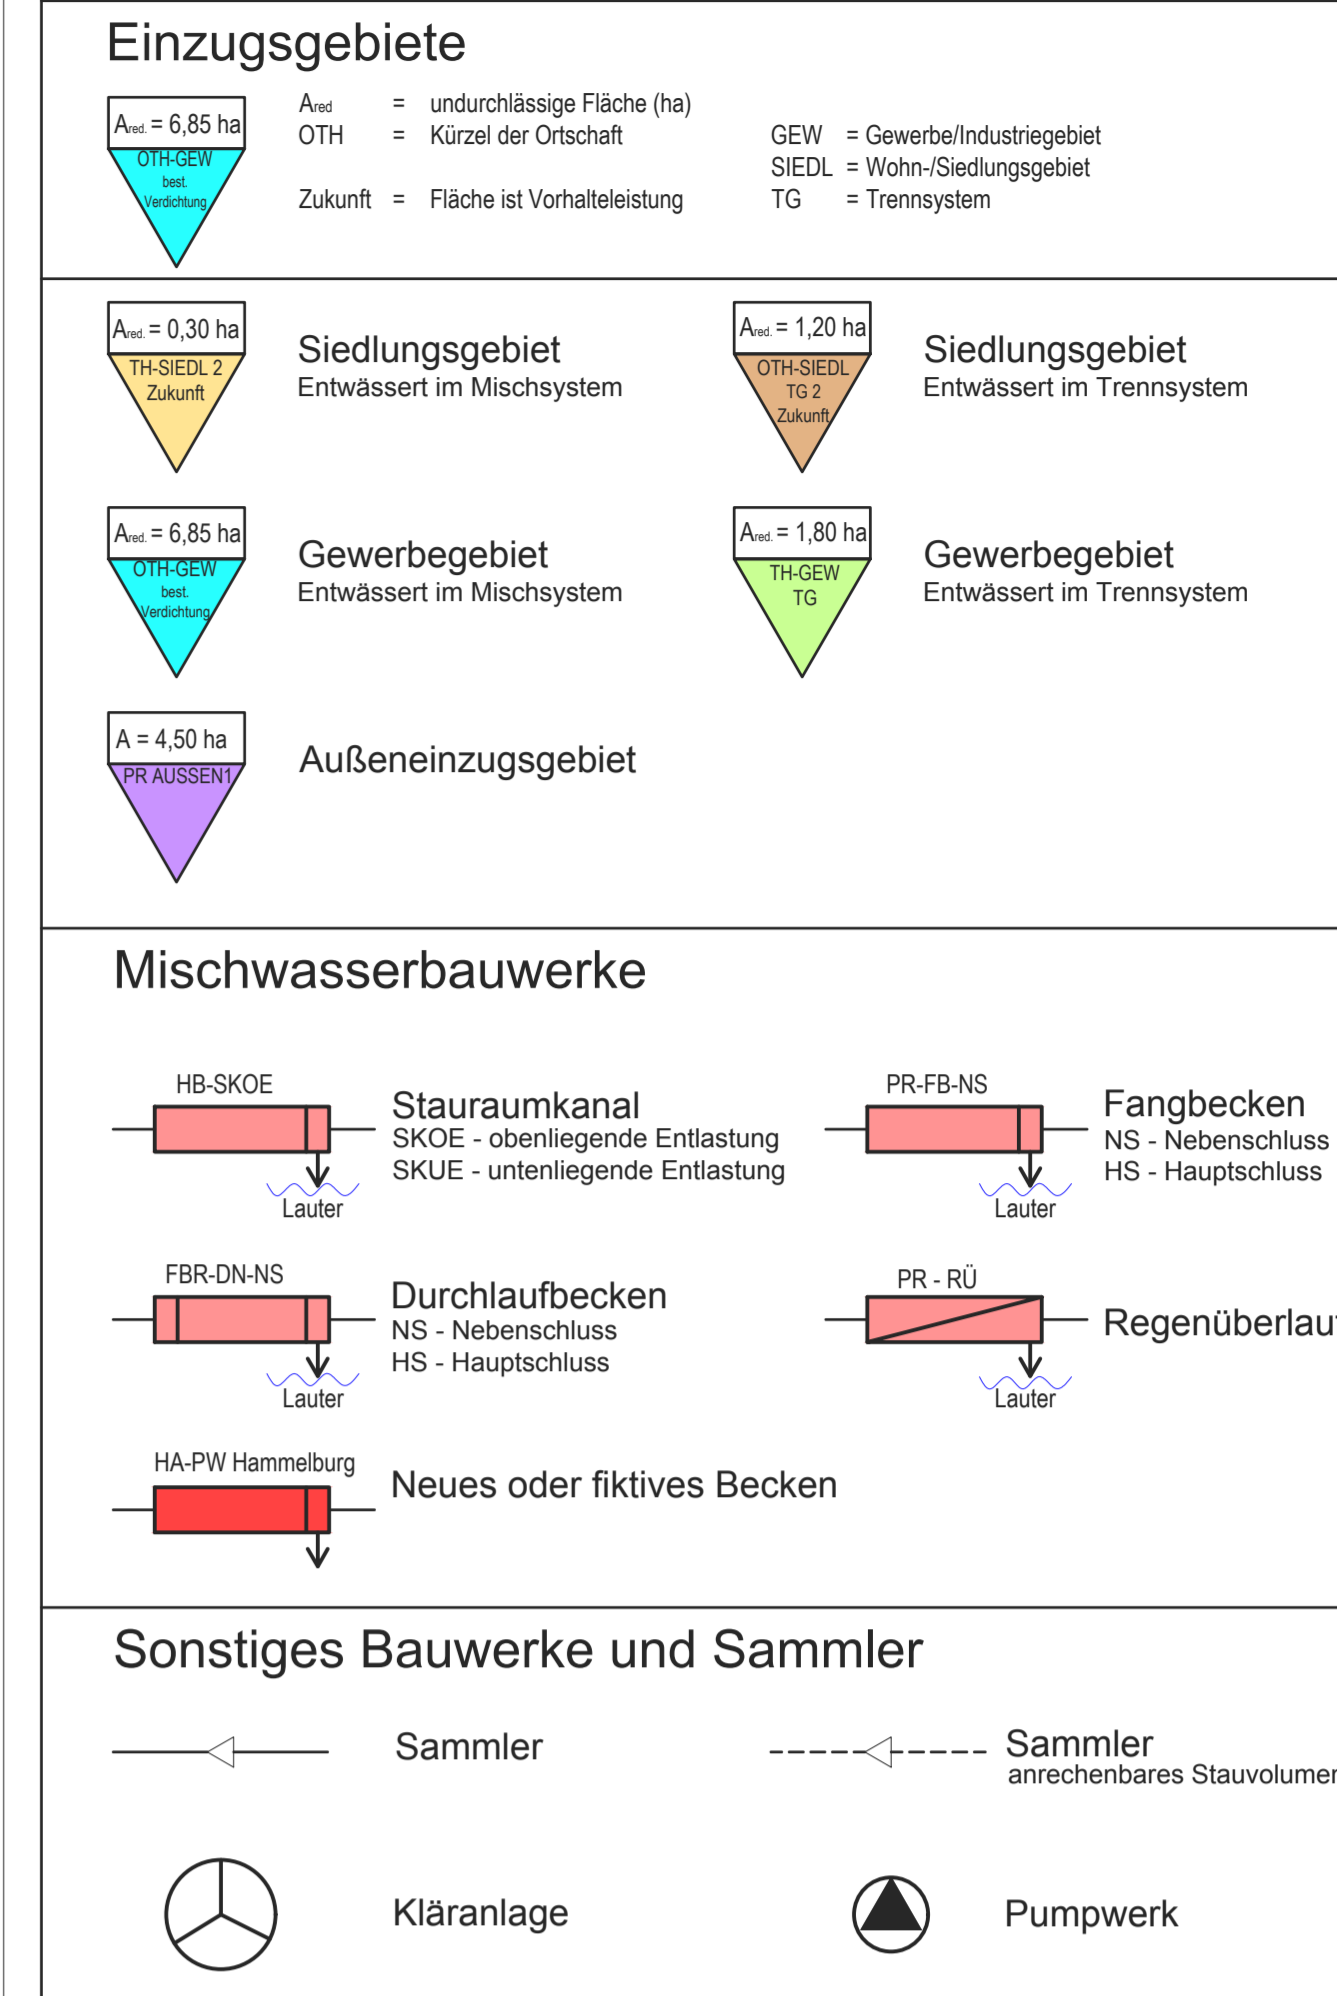 Einzugsgebiete
Ared. = 6,85 ha
OTH-GEW
best.
Verdichtung
Ared = undurchlässige Fläche (ha)
OTH = Kürzel der Ortschaft
Zukunft = Fläche ist Vorhalteleistung
GEW = Gewerbe/Industriegebiet
SIEDL = Wohn-/Siedlungsgebiet
TG = Trennsystem
Ared. = 0,30 ha
TH-SIEDL 2
Zukunft
Siedlungsgebiet
Entwässert im Mischsystem
Ared. = 1,20 ha
OTH-SIEDL
TG 2
Zukunft
Siedlungsgebiet
Entwässert im Trennsystem
Ared. = 6,85 ha
OTH-GEW
best.
Verdichtung
Gewerbegebiet
Entwässert im Mischsystem
Ared. = 1,80 ha
TH-GEW
TG
Gewerbegebiet
Entwässert im Trennsystem
A = 4,50 ha
PR AUSSEN1
Außeneinzugsgebiet
Mischwasserbauwerke
HB-SKOE
Lauter
Stauraumkanal
SKOE - obenliegende Entlastung
SKUE - untenliegende Entlastung
PR-FB-NS
Lauter
Fangbecken
NS - Nebenschluss
HS - Hauptschluss
FBR-DN-NS
Lauter
Durchlaufbecken
NS - Nebenschluss
HS - Hauptschluss
PR - RÜ
Lauter
Regenüberlauf
HA-PW Hammelburg
Neues oder fiktives Becken
Sonstiges Bauwerke und Sammler
Sammler
Sammler
anrechenbares Stauvolumen
Kläranlage
Pumpwerk